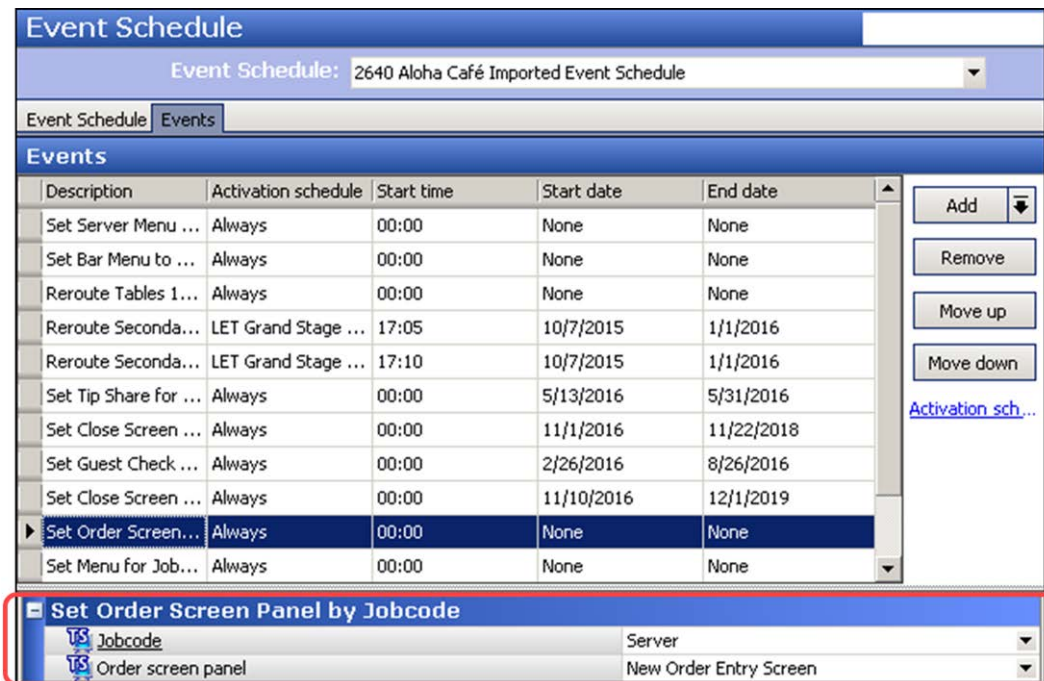 Event Schedule
Event Schedule: 2640 Aloha Café Imported Event Schedule
Event Schedule Events
Events
Description Activation schedule Start time Start date End date
Set Server Menu ... Always 00:00 None None
Set Bar Menu to ... Always 00:00 None None
Reroute Tables 1... Always 00:00 None None
Reroute Seconda... LET Grand Stage ... 17:05 10/7/2015 1/1/2016
Reroute Seconda... LET Grand Stage ... 17:10 10/7/2015 1/1/2016
Set Tip Share for ... Always 00:00 5/13/2016 5/31/2016
Set Close Screen ... Always 00:00 11/1/2016 11/22/2018
Set Guest Check ... Always 00:00 2/26/2016 8/26/2016
Set Close Screen ... Always 00:00 11/10/2016 12/1/2019
Set Order Screen... Always 00:00 None None
Set Menu for Job... Always 00:00 None None
Add
Remove
Move up
Move down
Activation sch...
Set Order Screen Panel by Jobcode
TS Jobcode Server
TS Order screen panel New Order Entry Screen